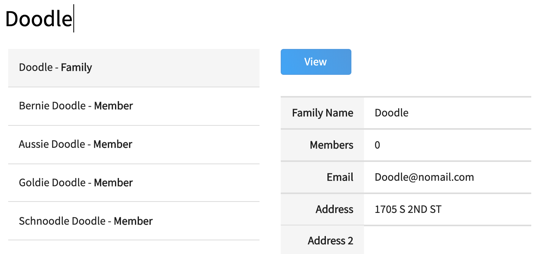 Doodle
Doodle - Family
Bernie Doodle - Member
Aussie Doodle - Member
Goldie Doodle - Member
Schnoodle Doodle - Member
View
Family Name Doodle
Members 0
Email Doodle@nomail.com
Address 1705 S 2ND ST
Address 2